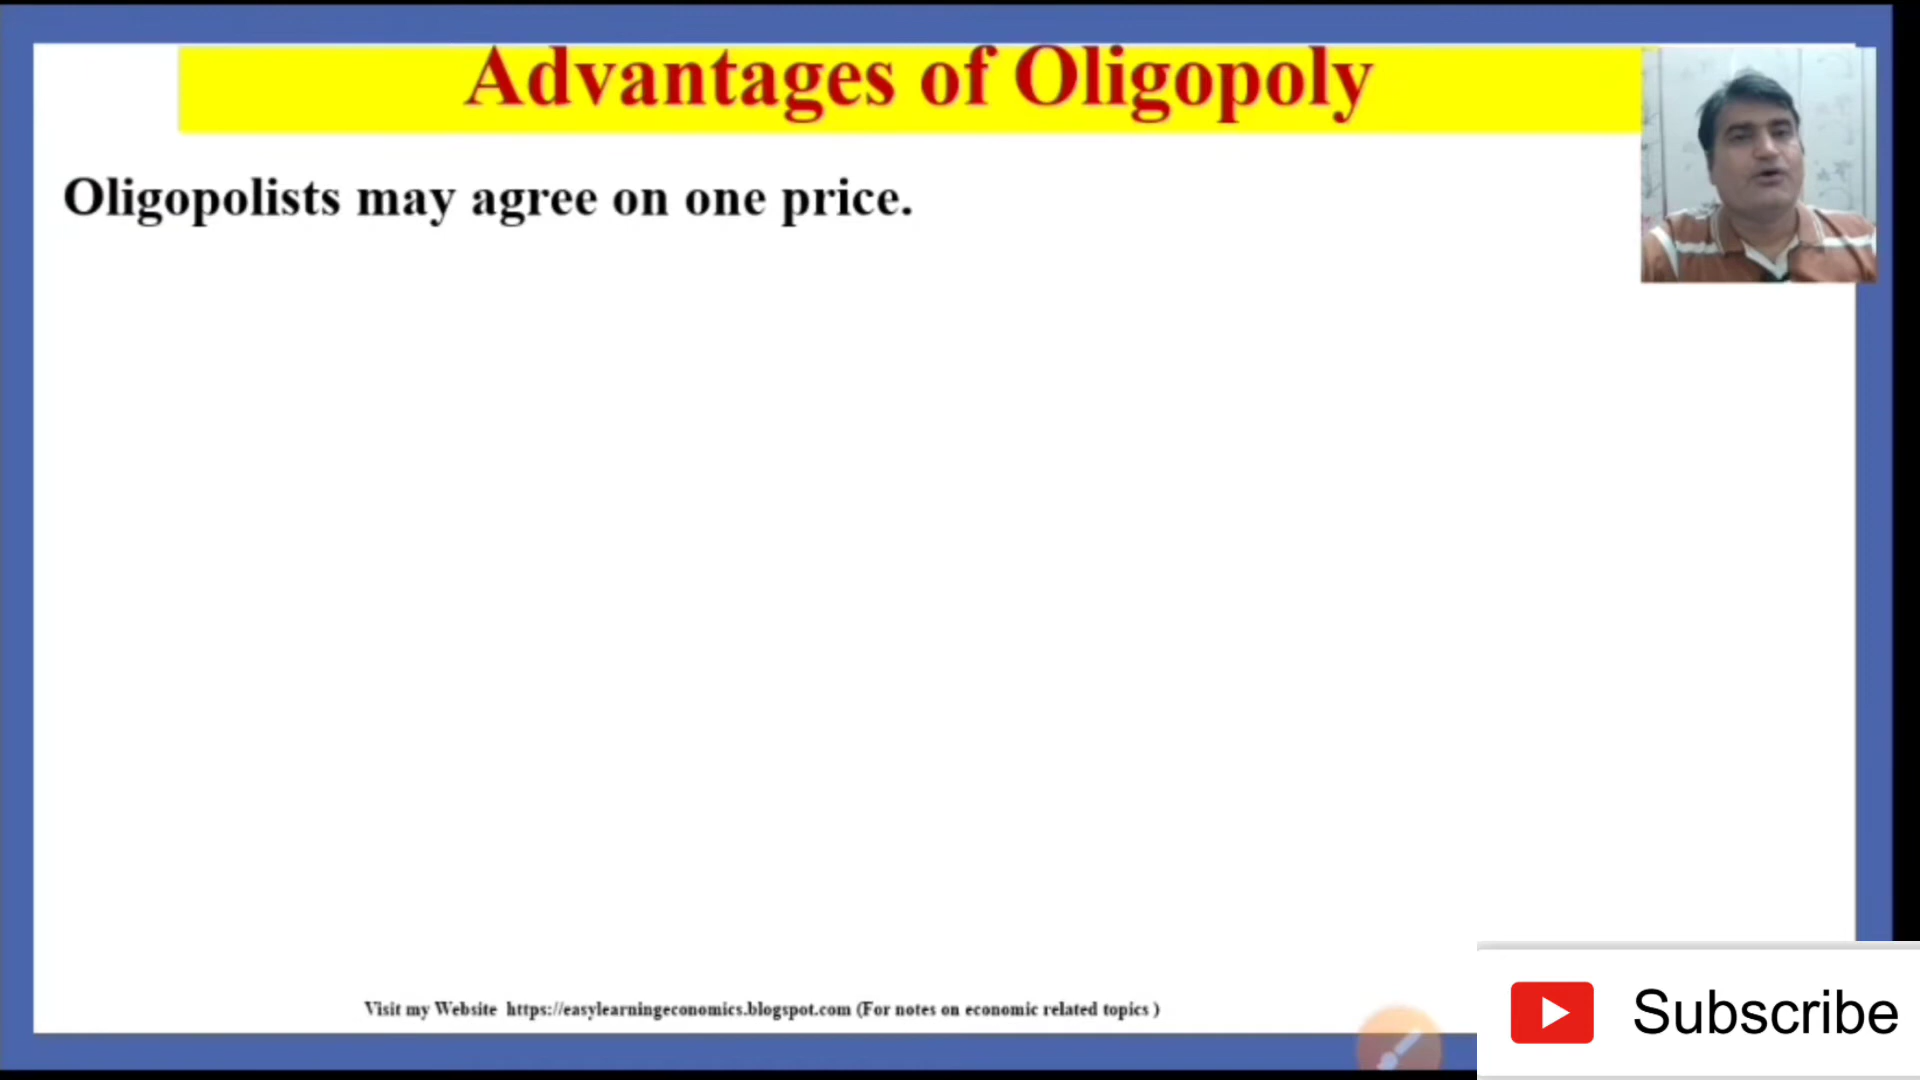 Advantages of Oligopoly
Oligopolists may agree on one price.
Visit my Website https://easylearningeconomics.blogspot.com (For notes on economic related topics )
Subscribe